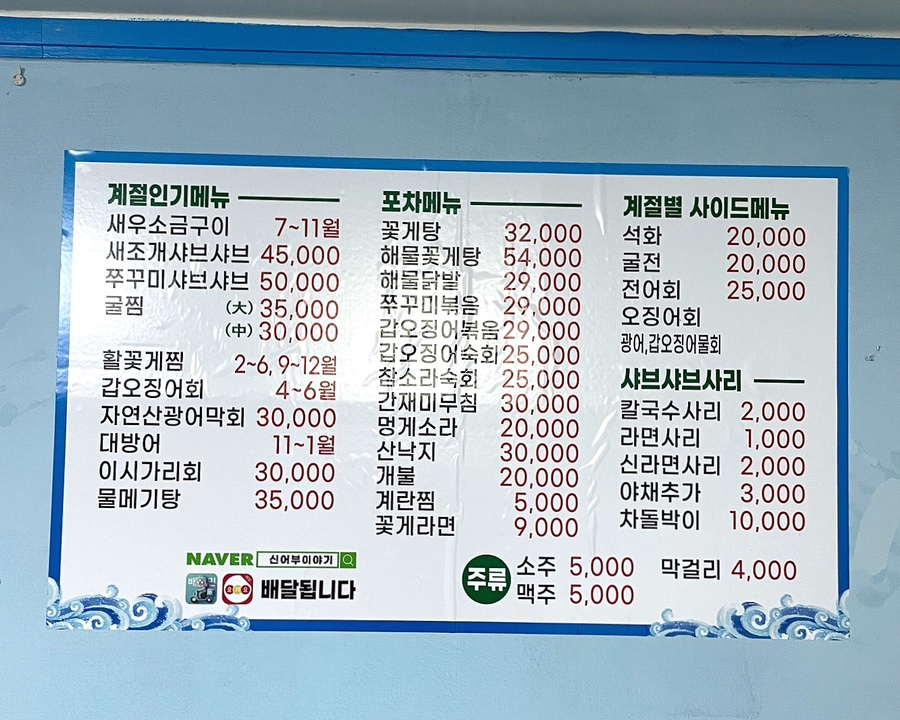 계절인기메뉴
새우소금구이 7~11월
새조개샤브샤브 45,000
쭈꾸미샤브샤브 50,000
굴찜 (大) 35,000
(中) 30,000
활꽃게찜 2~6, 9~12월
갑오징어회 4~6월
자연산광어막회 30,000
대방어 11~1월
이시가리회 30,000
물메기탕 35,000
포차메뉴
꽃게탕 32,000
해물꽃게탕 54,000
해물닭발 29,000
쭈꾸미볶음 29,000
갑오징어볶음 29,000
갑오징어숙회 25,000
참소라숙회 25,000
간재미무침 30,000
멍게소라 20,000
산낙지 30,000
개불 20,000
계란찜 5,000
꽃게라면 9,000
계절별 사이드메뉴
석화 20,000
굴전 20,000
전어회 25,000
오징어회
광어,갑오징어물회
샤브샤브사리
칼국수사리 2,000
라면사리 1,000
신라면사리 2,000
야채추가 3,000
차돌박이 10,000
NAVER 신어부이야기
배달됩니다
주류
소주 5,000 막걸리 4,000
맥주 5,000